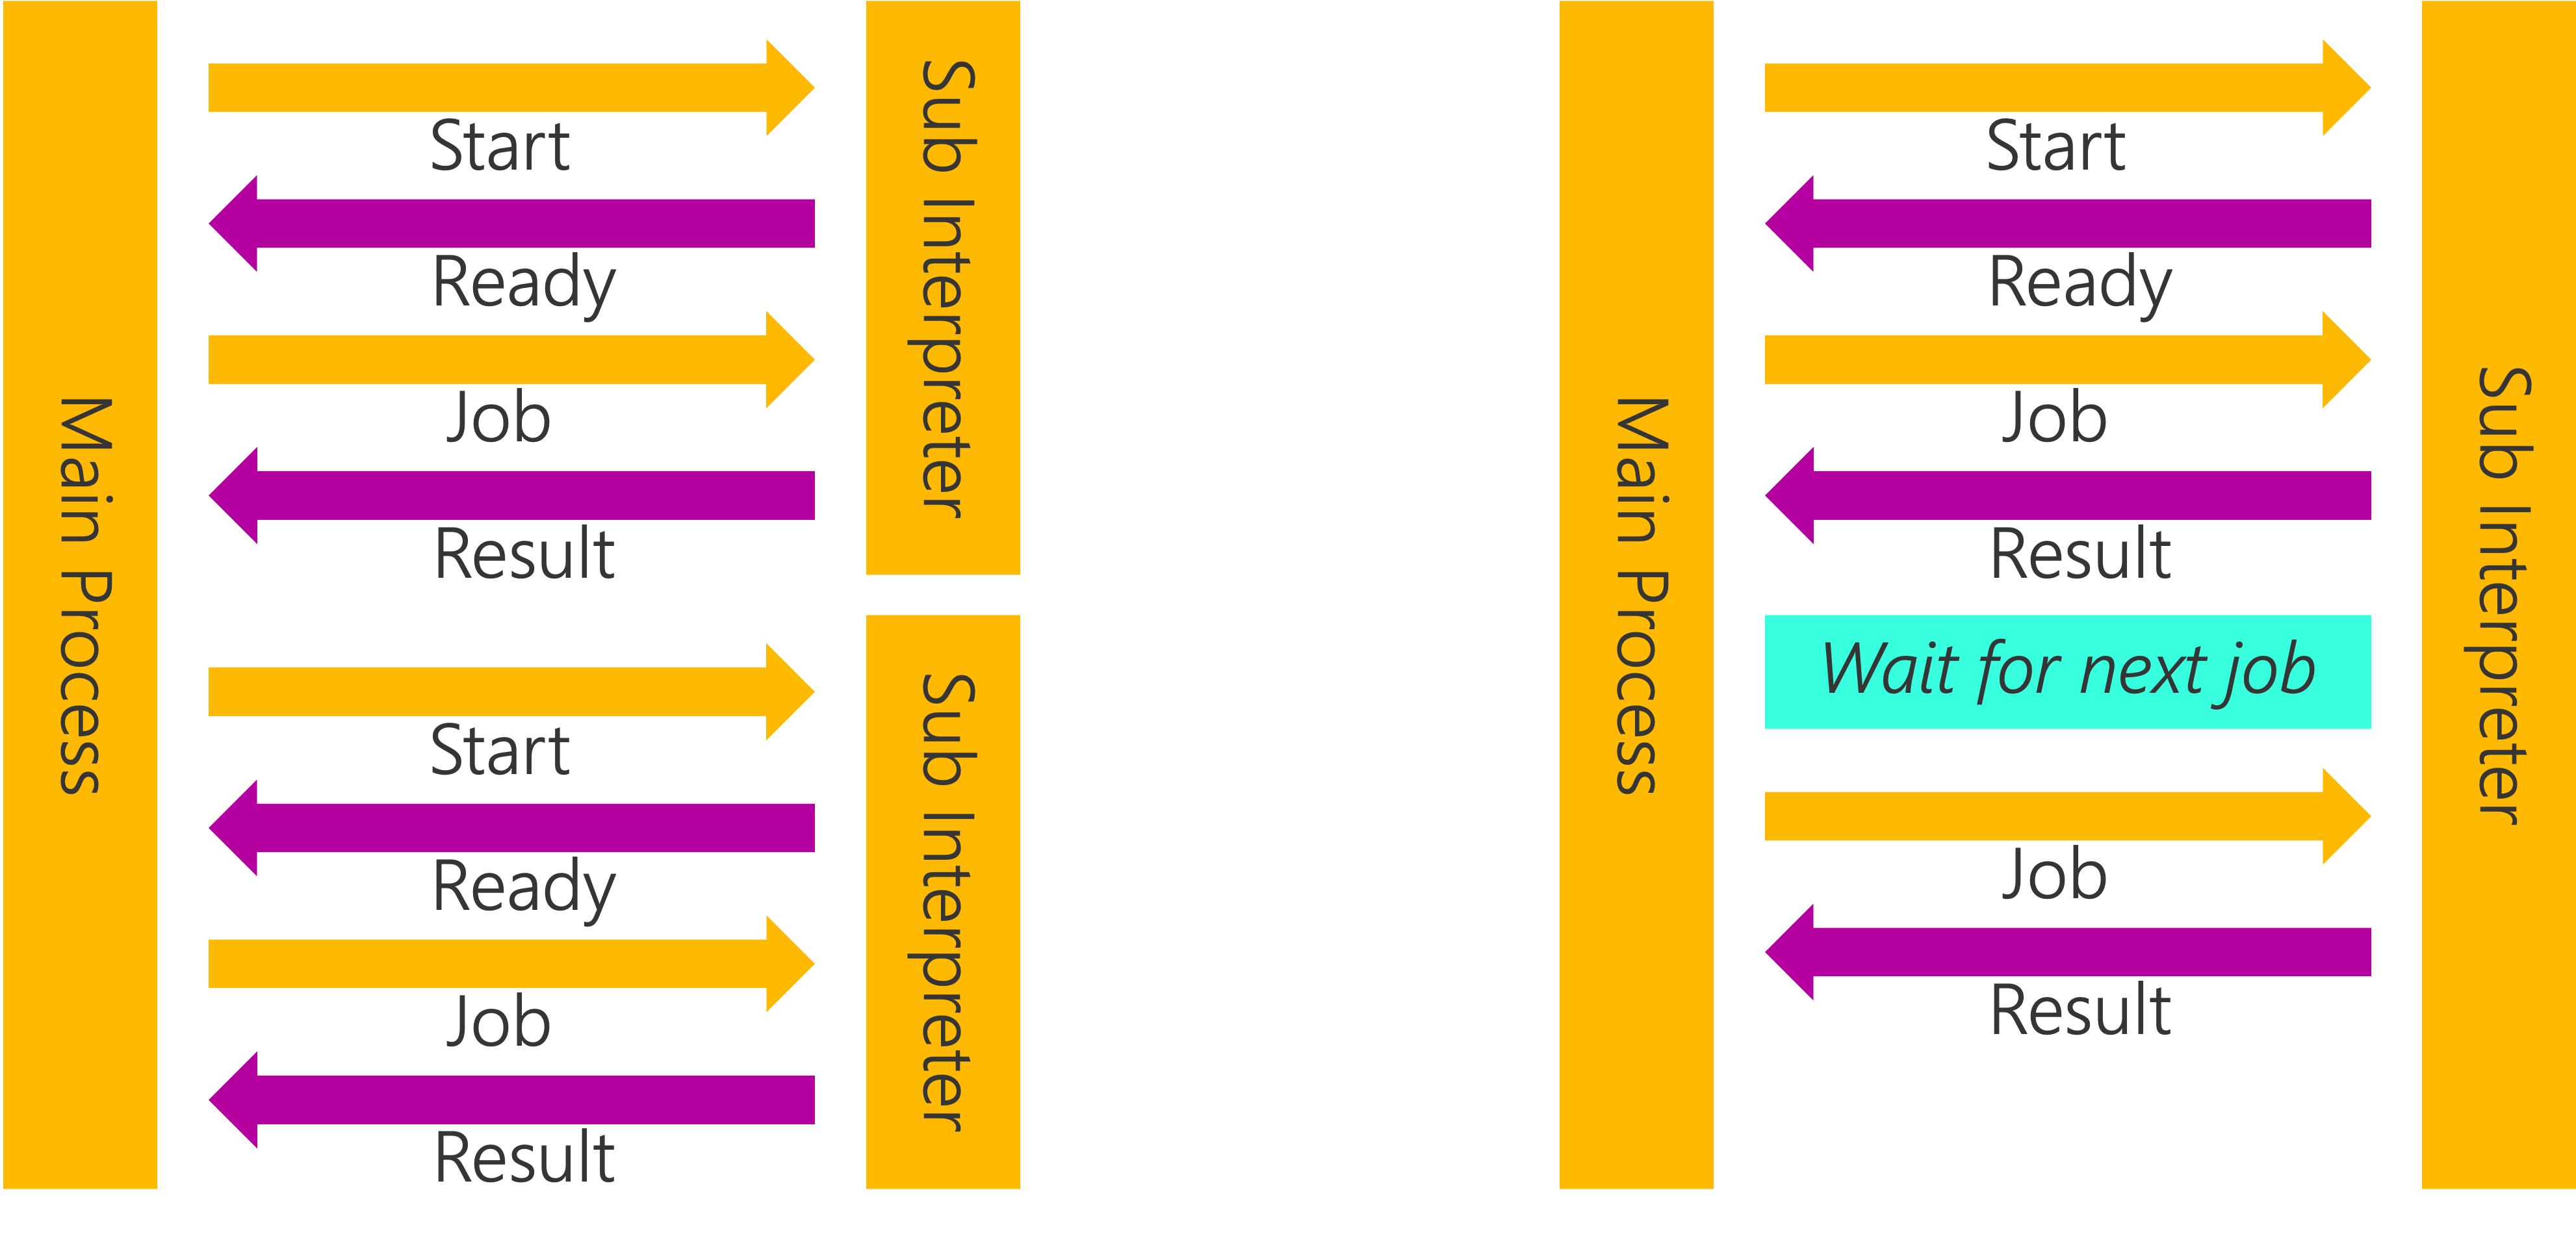 Main Process
Start
Ready
Job
Result
Sub Interpreter
Start
Ready
Job
Result
Sub Interpreter
Main Process
Start
Ready
Job
Result
Wait for next job
Job
Result
Sub Interpreter